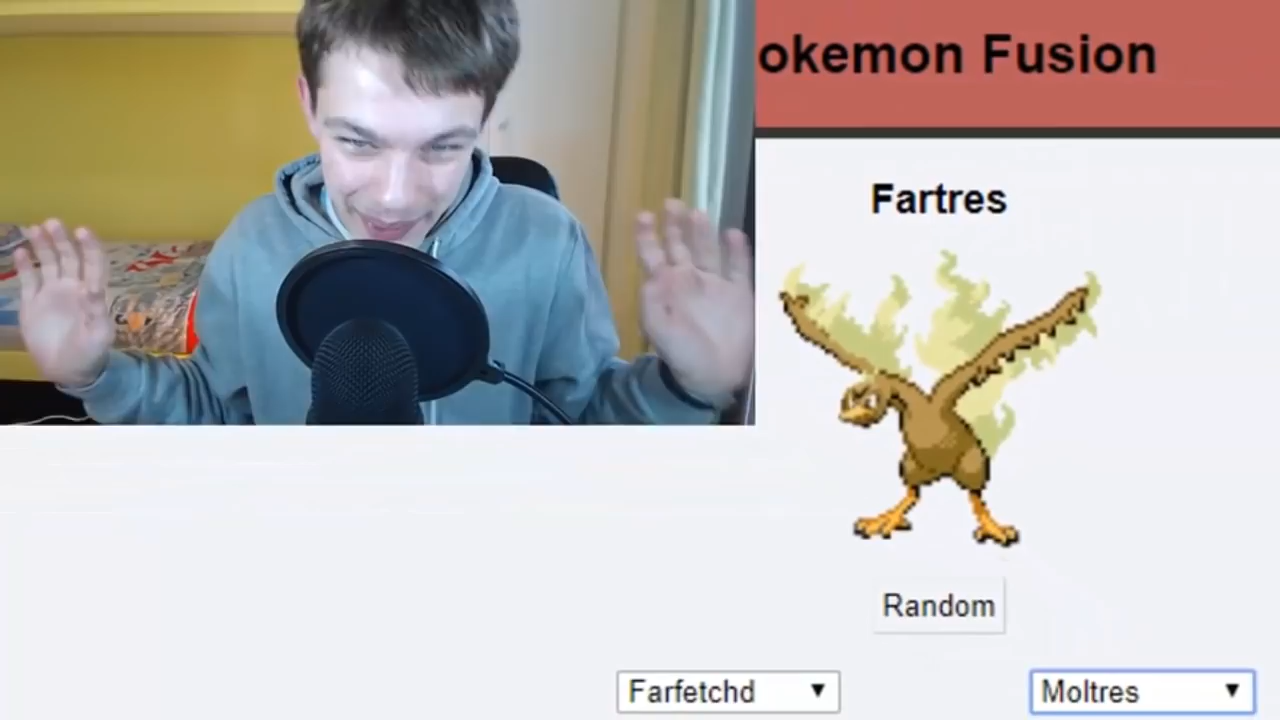 okemon Fusion
Fartres
Random
Farfetchd
Moltres